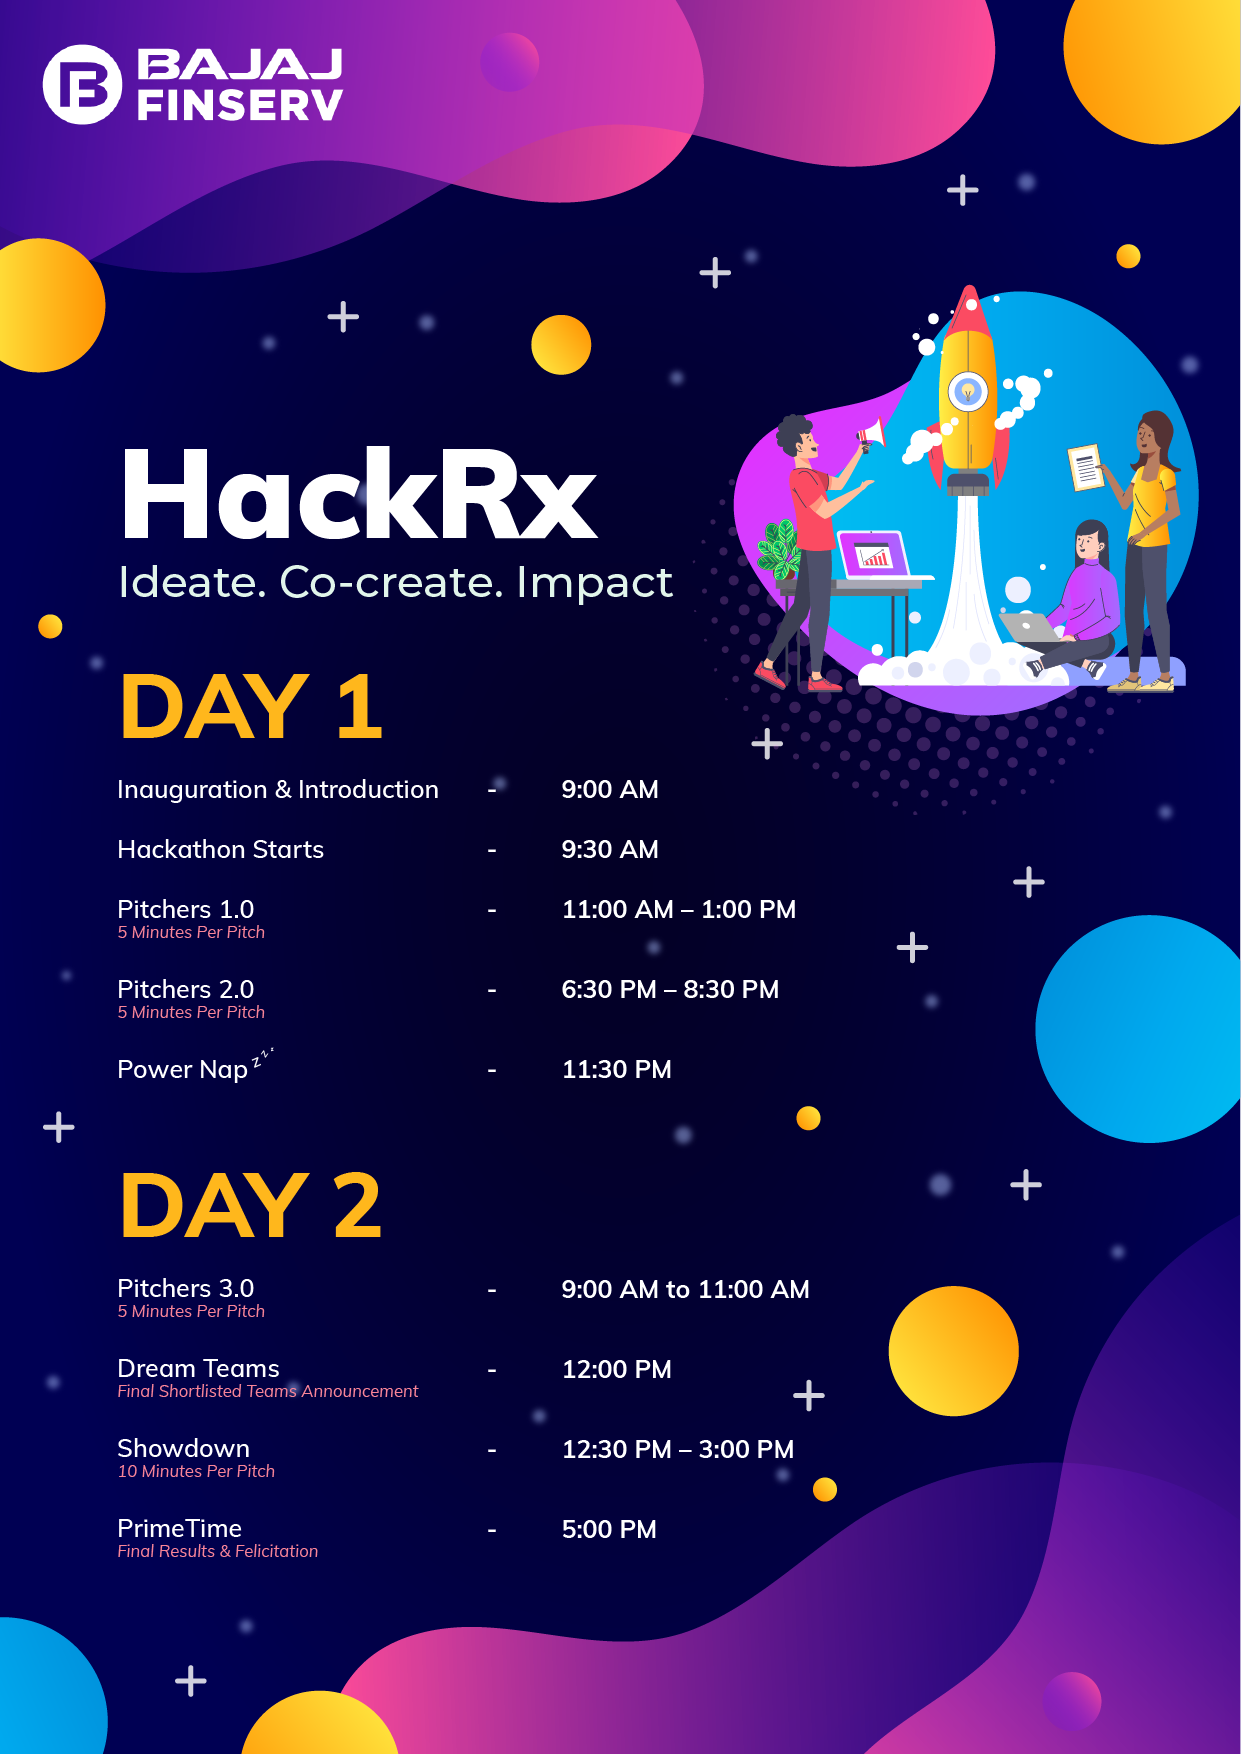 BAJAJ
FINSERV
HackRx
Ideate. Co-create. Impact
DAY 1
Inauguration & Introduction - 9:00 AM
Hackathon Starts - 9:30 AM
Pitchers 1.0 - 11:00 AM – 1:00 PM
5 Minutes Per Pitch
Pitchers 2.0 - 6:30 PM – 8:30 PM
5 Minutes Per Pitch
Power Nap z z z - 11:30 PM
DAY 2
Pitchers 3.0 - 9:00 AM to 11:00 AM
5 Minutes Per Pitch
Dream Teams - 12:00 PM
Final Shortlisted Teams Announcement
Showdown - 12:30 PM – 3:00 PM
10 Minutes Per Pitch
PrimeTime - 5:00 PM
Final Results & Felicitation